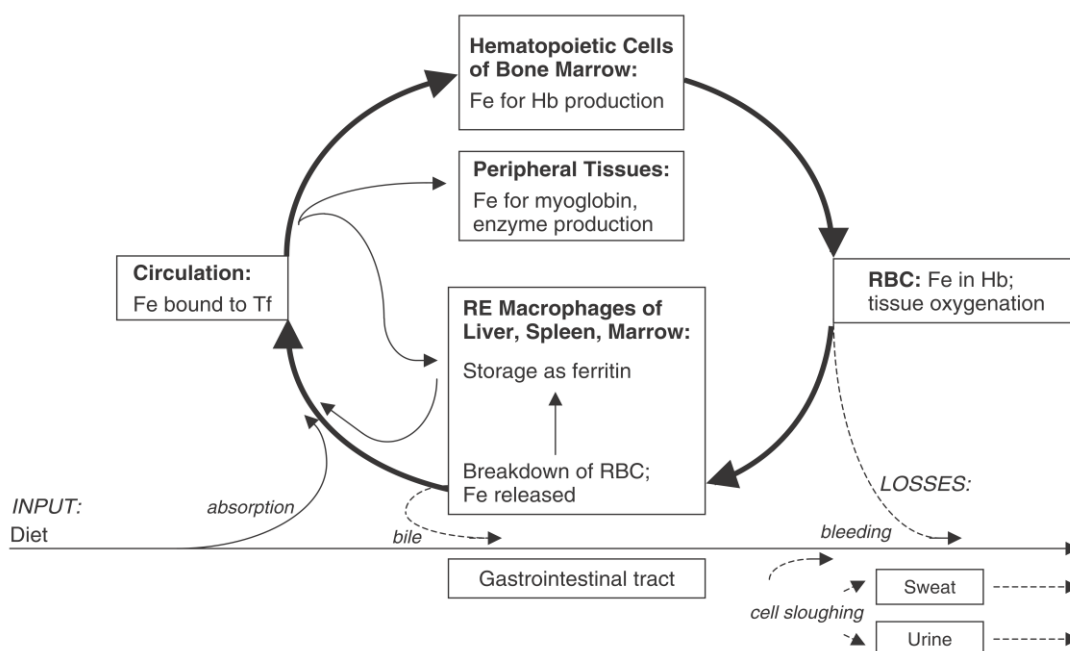 Hematopoietic Cells
of Bone Marrow:
Fe for Hb production
Peripheral Tissues:
Fe for myoglobin,
enzyme production
Circulation:
Fe bound to Tf
RBC: Fe in Hb;
tissue oxygenation
RE Macrophages of
Liver, Spleen, Marrow:
Storage as ferritin
Breakdown of RBC;
Fe released
INPUT:
Diet
absorption
bile
LOSSES:
bleeding
Gastrointestinal tract
cell sloughing
Sweat
Urine